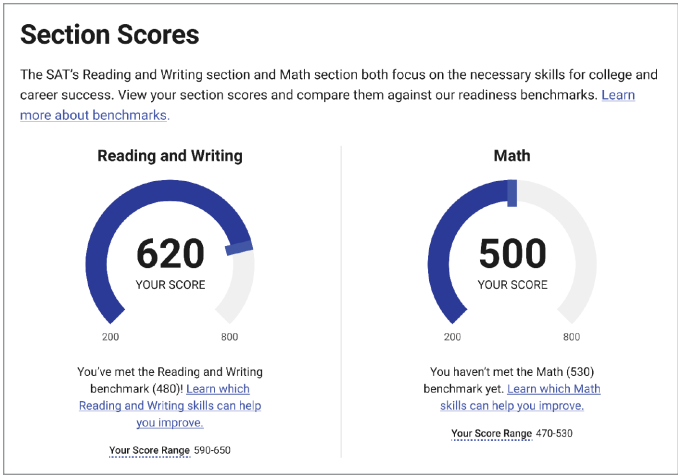 Section Scores
The SAT's Reading and Writing section and Math section both focus on the necessary skills for college and
career success. View your section scores and compare them against our readiness benchmarks. Learn
more about benchmarks.
Reading and Writing
620
YOUR SCORE
200
800
You've met the Reading and Writing
benchmark (480)! Learn which
Reading and Writing skills can help
you improve.
Your Score Range 590-650
Math
500
YOUR SCORE
200
800
You haven't met the Math (530)
benchmark yet. Learn which Math
skills can help you improve.
Your Score Range 470-530